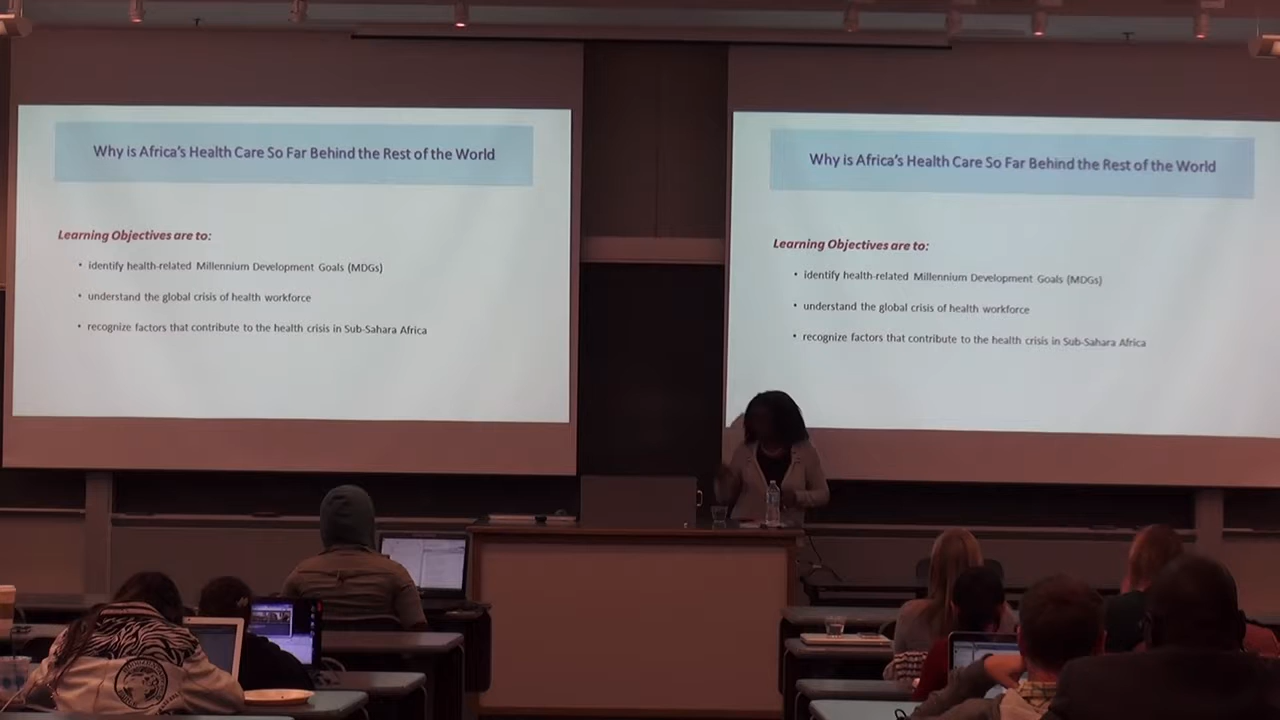 Why is Africa's Health Care So Far Behind the Rest of the World
Learning Objectives are to:
• identify health-related Millennium Development Goals (MDGs)
• understand the global crisis of health workforce
• recognize factors that contribute to the health crisis in Sub-Sahara Africa
Why is Africa's Health Care So Far Behind the Rest of the World
Learning Objectives are to:
• identify health-related Millennium Development Goals (MDGs)
• understand the global crisis of health workforce
• recognize factors that contribute to the health crisis in Sub-Sahara Africa